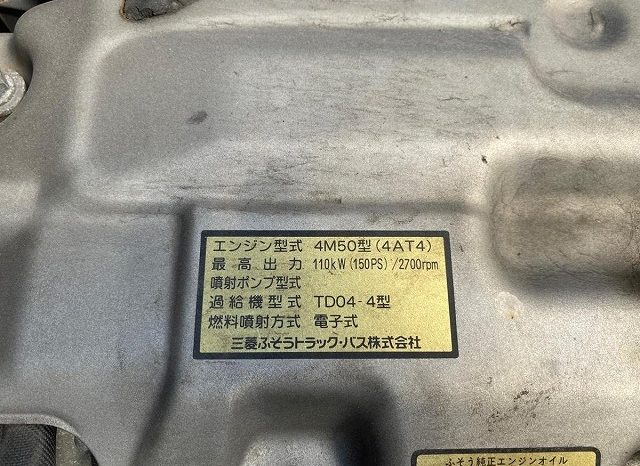 エンジン型式 4M50型(4AT4)
最高出力 110kW(150PS)/2700rpm
噴射ポンプ型式
過給機型式 TD04-4型
燃料噴射方式 電子式
三菱ふそうトラック・バス株式会社
ふそう純正エンジンオイル